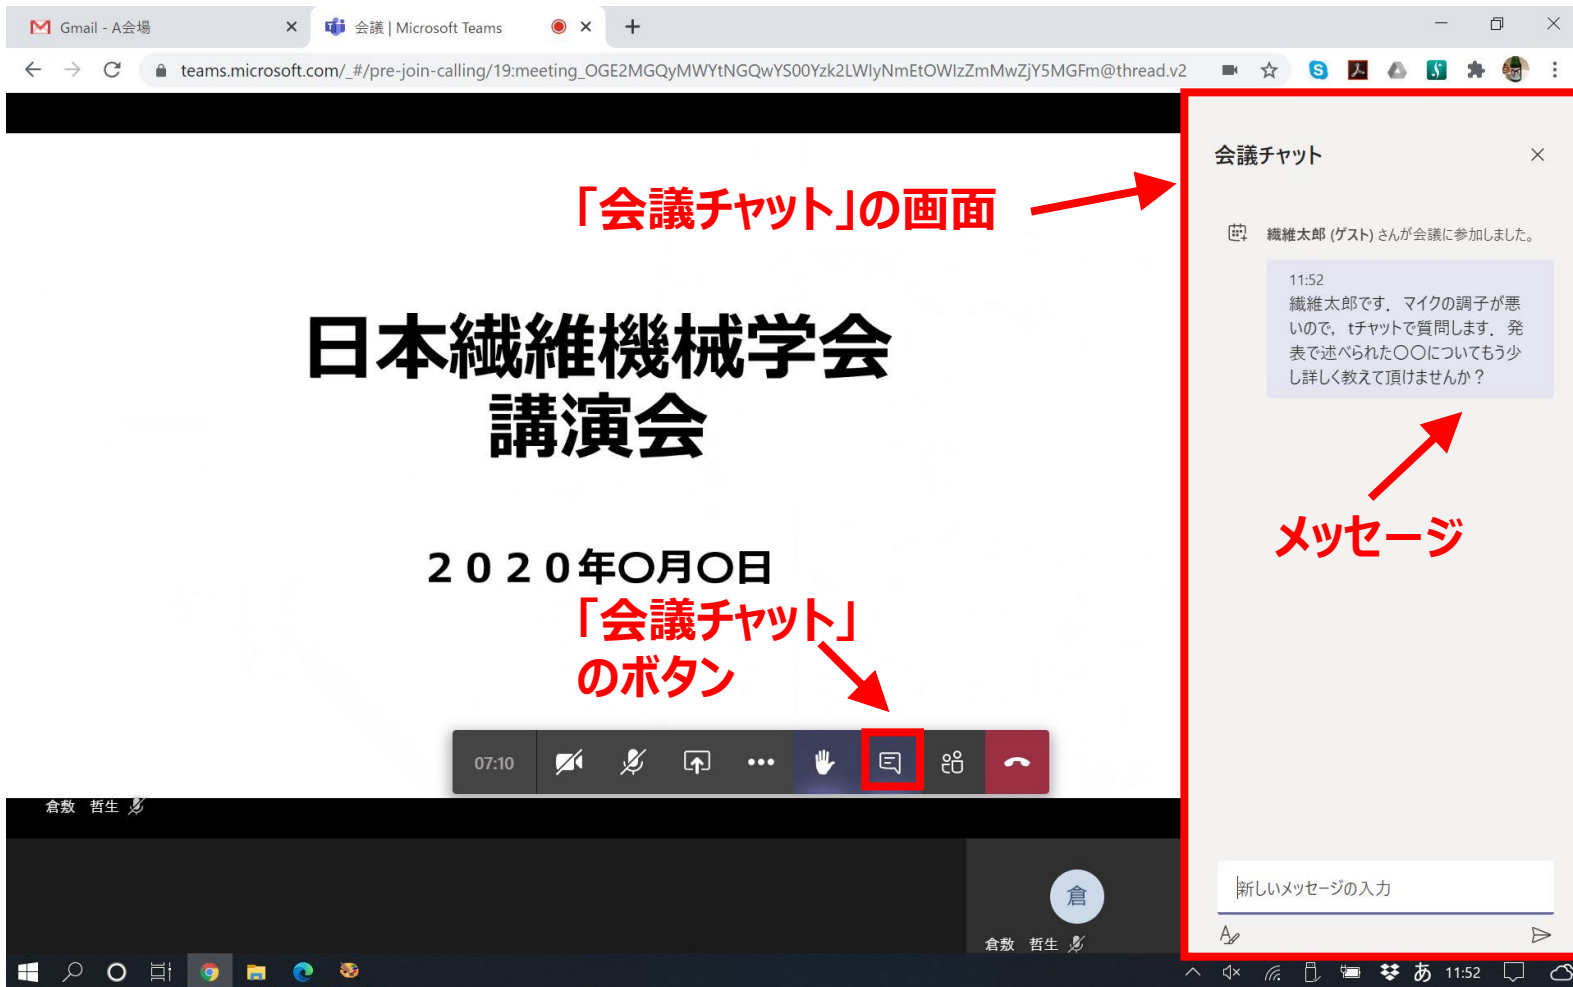 Gmail - A会場
会議 | Microsoft Teams
teams.microsoft.com/_#/pre-join-calling/19:meeting_OGE2MGQyMWYtNGQwYS00Yzk2LWIyNmEtOWIzZmMwZjY5MGFm@thread.v2
会議チャット
「会議チャット」の画面
繊維太郎 (ゲスト) さんが会議に参加しました。
11:52
繊維太郎です．マイクの調子が悪
いので，tチャットで質問します．発
表で述べられた〇〇についてもう少
し詳しく教えて頂けませんか？
日本繊維機械学会
講演会
メッセージ
２０２０年〇月〇日
「会議チャット」
のボタン
07:10
倉敷 哲生
倉
倉敷 哲生
新しいメッセージの入力
あ 11:52